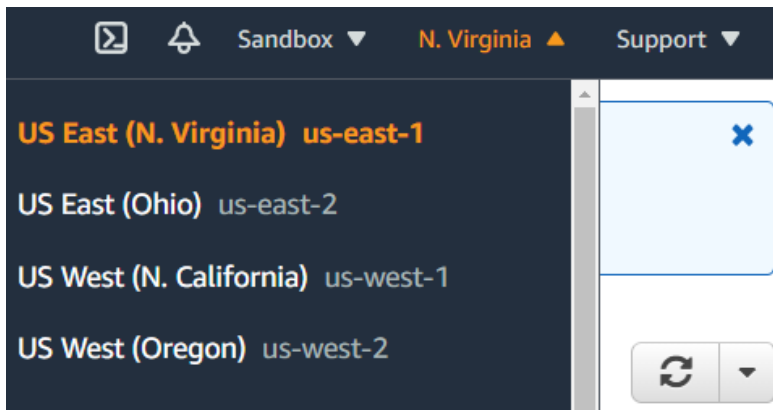 Sandbox ▼ N. Virginia ▲ Support ▼
US East (N. Virginia) us-east-1
US East (Ohio) us-east-2
US West (N. California) us-west-1
US West (Oregon) us-west-2